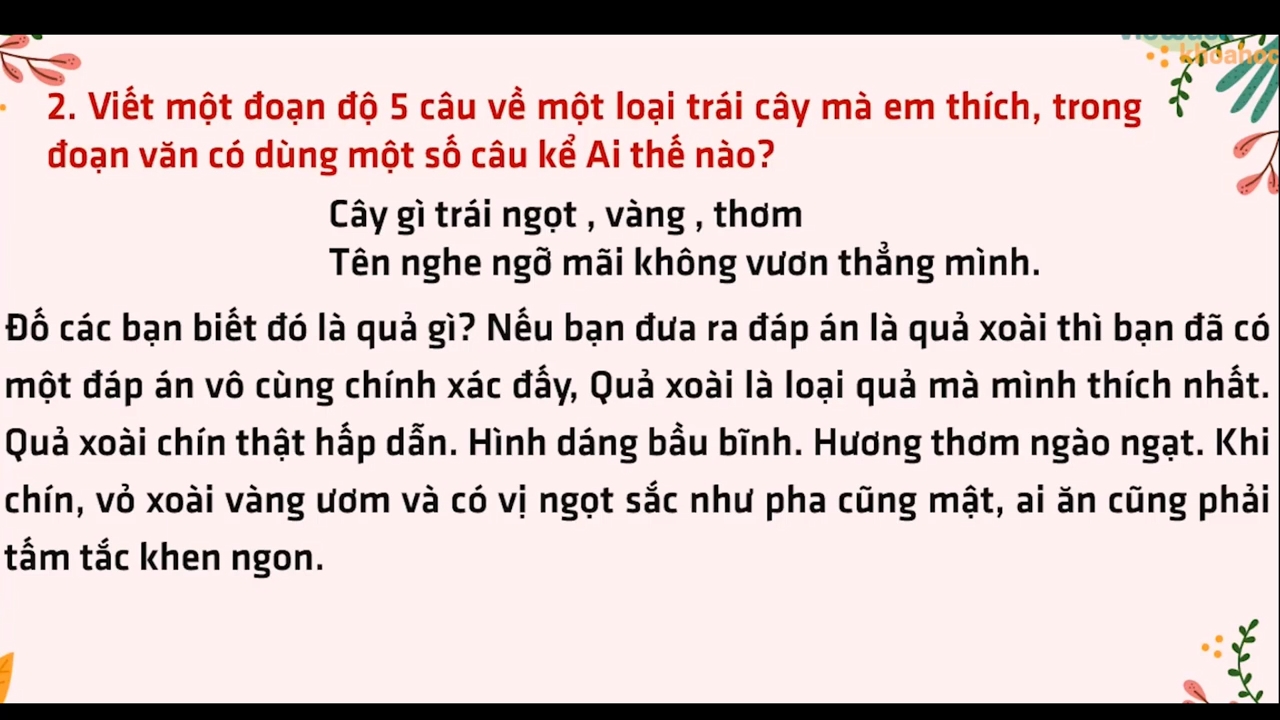 khoahoc
2. Viết một đoạn độ 5 câu về một loại trái cây mà em thích, trong
đoạn văn có dùng một số câu kể Ai thế nào?
Cây gì trái ngọt , vàng , thơm
Tên nghe ngỡ mãi không vươn thẳng mình.
Đố các bạn biết đó là quả gì? Nếu bạn đưa ra đáp án là quả xoài thì bạn đã có
một đáp án vô cùng chính xác đấy, Quả xoài là loại quả mà mình thích nhất.
Quả xoài chín thật hấp dẫn. Hình dáng bầu bĩnh. Hương thơm ngào ngạt. Khi
chín, vỏ xoài vàng ươm và có vị ngọt sắc như pha cũng mật, ai ăn cũng phải
tấm tắc khen ngon.